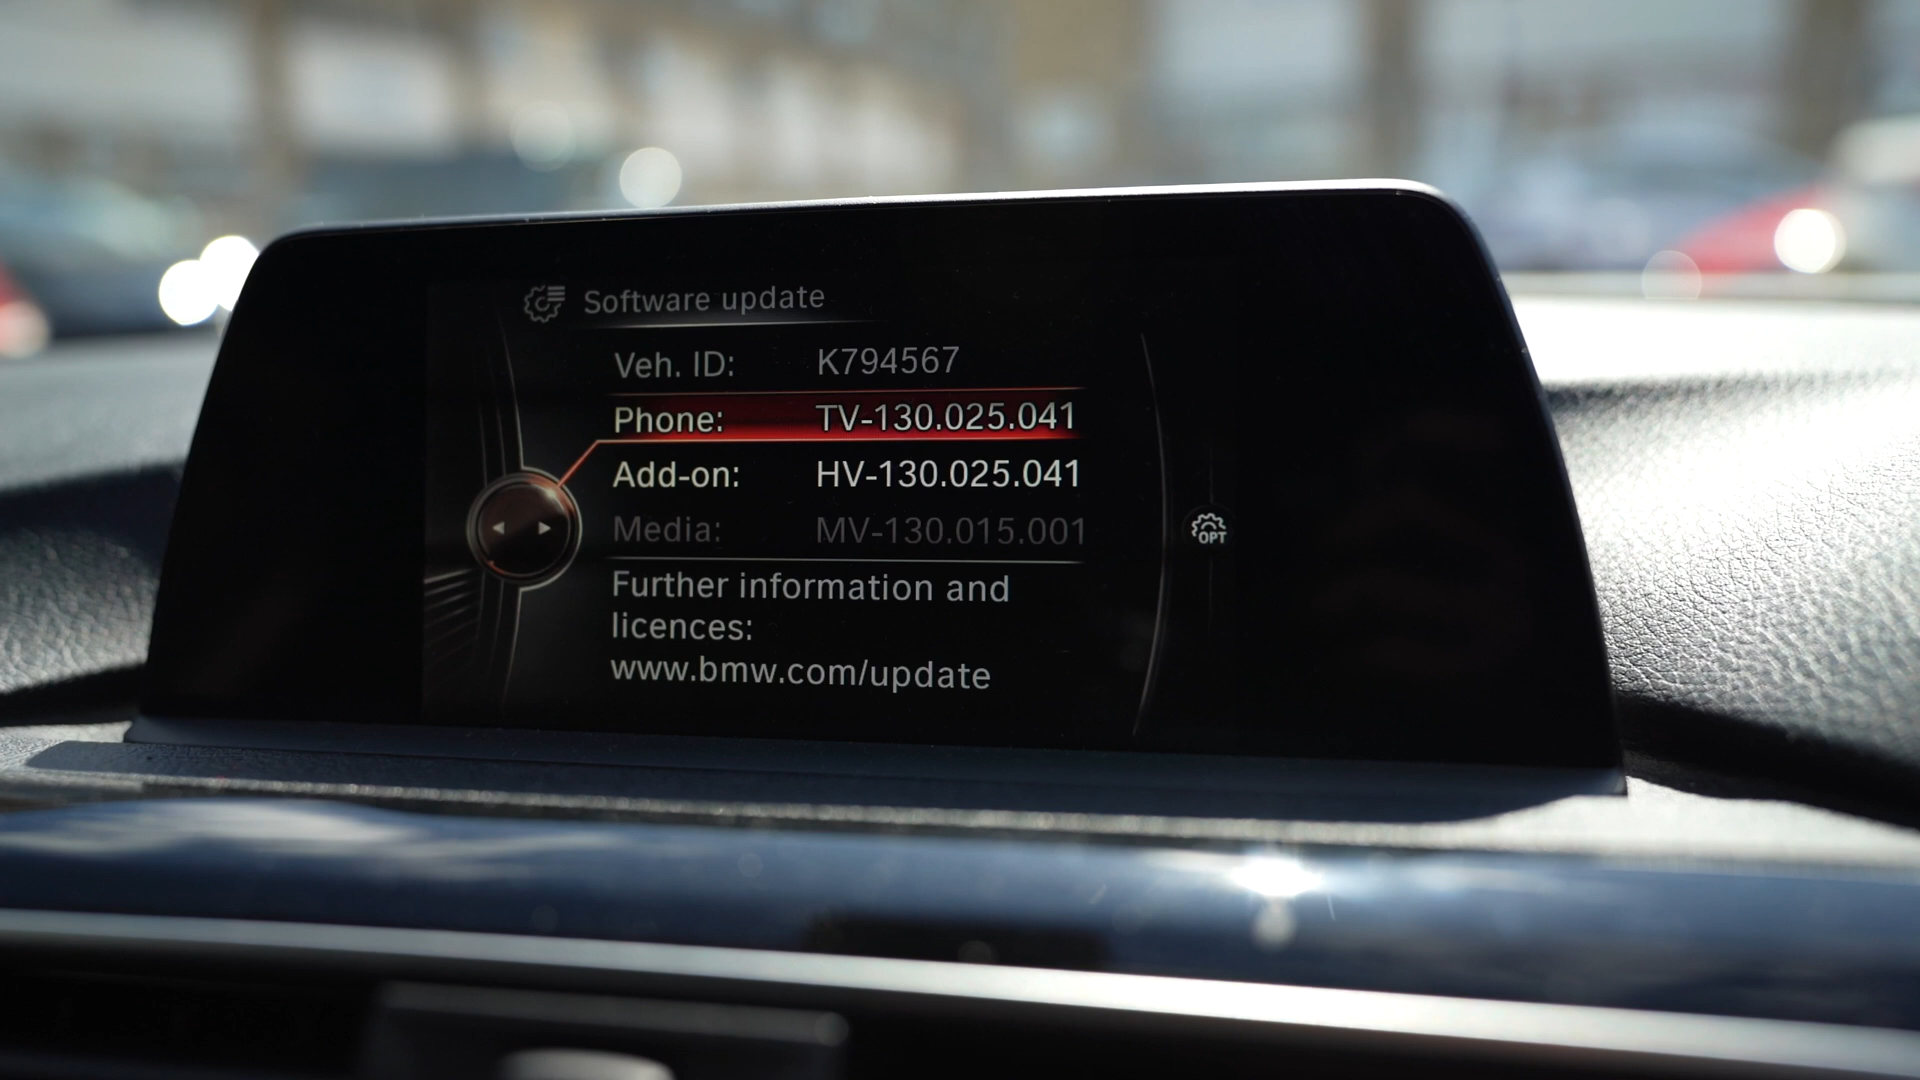 Software update
Veh. ID: K794567
Phone: TV-130.025.041
Add-on: HV-130.025.041
Media: MV-130.015.001
Further information and
licences:
www.bmw.com/update
OPT